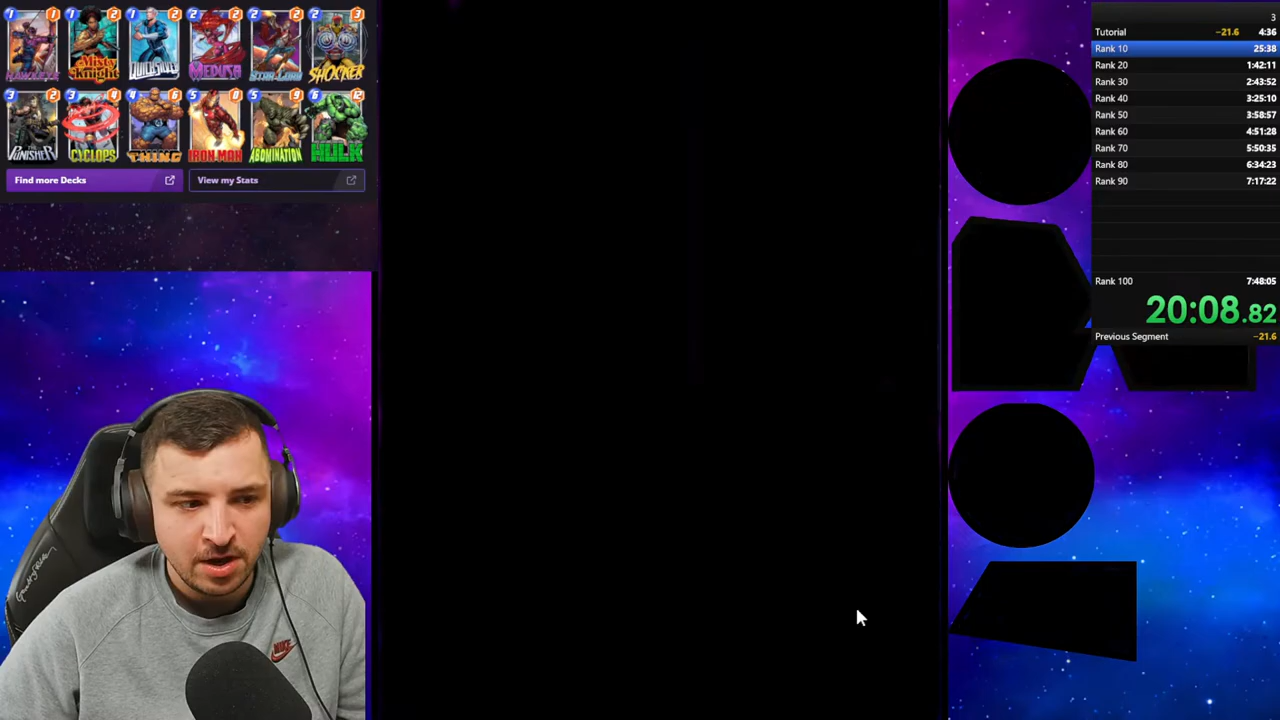 1 1 1 2 1 2 2 2 2 2 2 3
HAWKEYE Misty Knight QUICKSILVER MEDUSA STAR-LORD SHOCKER
3 2 3 4 4 6 5 0 5 9 6 12
THE PUNISHER CYCLOPS THING IRON MAN ABOMINATION HULK
Find more Decks
View my Stats
3
Tutorial −21.6 4:36
Rank 10 25:38
Rank 20 1:42:11
Rank 30 2:43:52
Rank 40 3:25:10
Rank 50 3:58:57
Rank 60 4:51:28
Rank 70 5:50:35
Rank 80 6:34:23
Rank 90 7:17:22
Rank 100 7:48:05
20:08.82
Previous Segment −21.6
NIKE